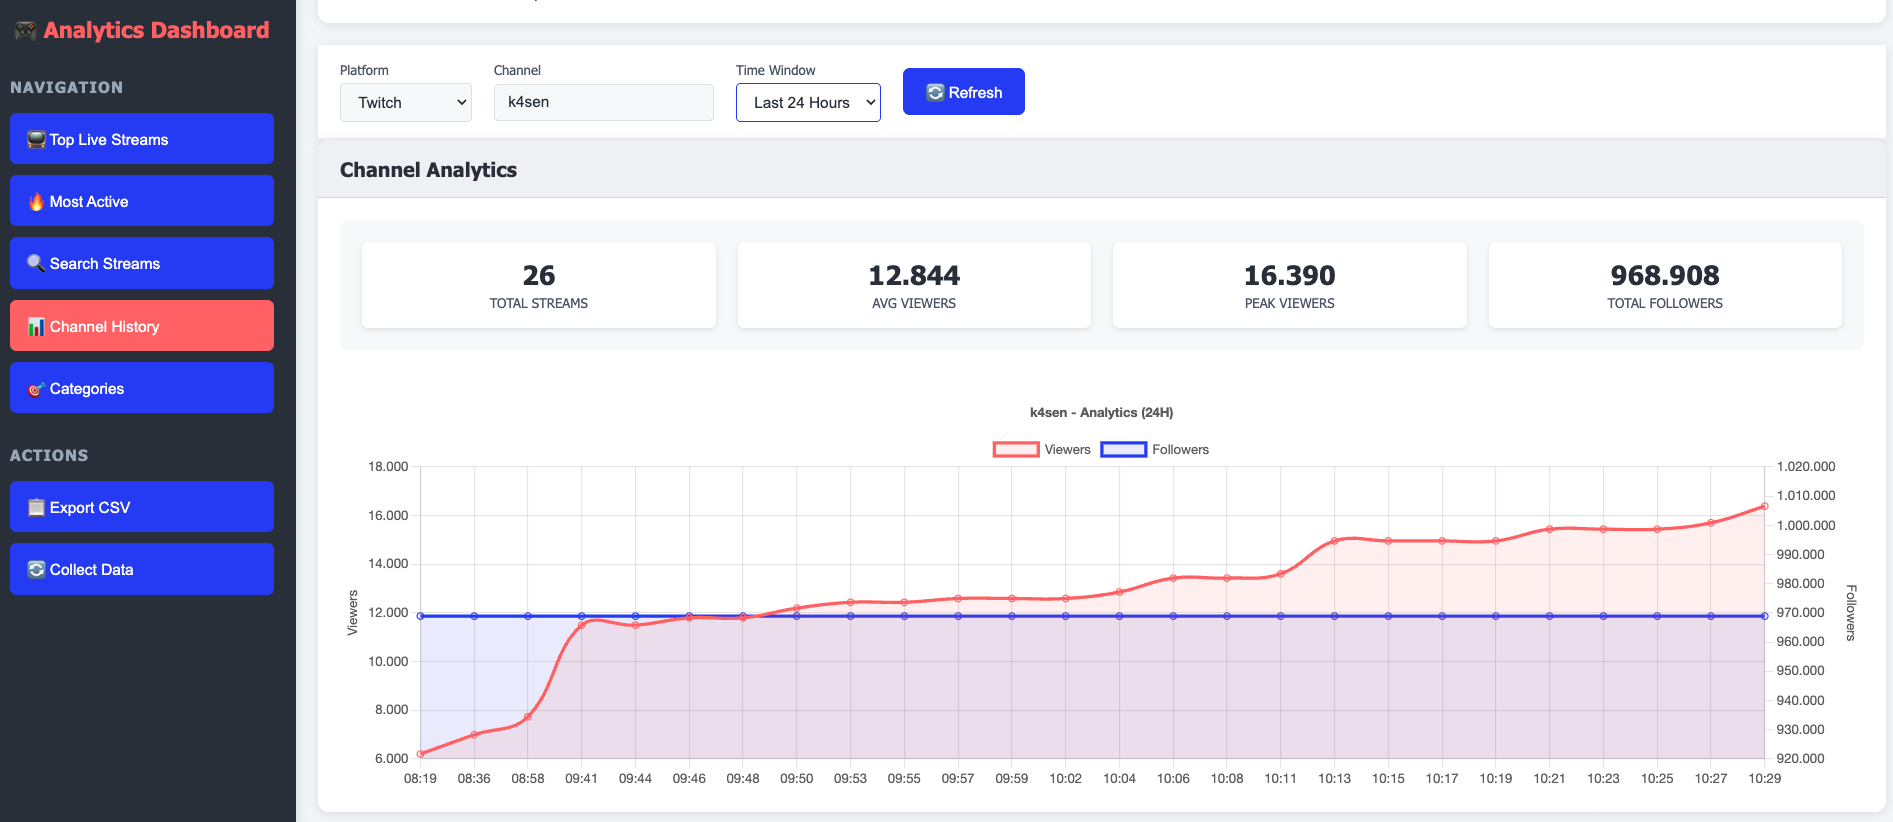 Analytics Dashboard
NAVIGATION
Top Live Streams
Most Active
Search Streams
Channel History
Categories
ACTIONS
Export CSV
Collect Data
Platform
Channel
Time Window
Twitch
k4sen
Last 24 Hours
Refresh
Channel Analytics
26
TOTAL STREAMS
12.844
AVG VIEWERS
16.390
PEAK VIEWERS
968.908
TOTAL FOLLOWERS
k4sen - Analytics (24H)
Viewers
Followers
18.000
16.000
14.000
12.000
10.000
8.000
6.000
Viewers
1.020.000
1.010.000
1.000.000
990.000
980.000
970.000
960.000
950.000
940.000
930.000
920.000
Followers
08:19 08:36 08:58 09:41 09:44 09:46 09:48 09:50 09:53 09:55 09:57 09:59 10:02 10:04 10:06 10:08 10:11 10:13 10:15 10:17 10:19 10:21 10:23 10:25 10:27 10:29